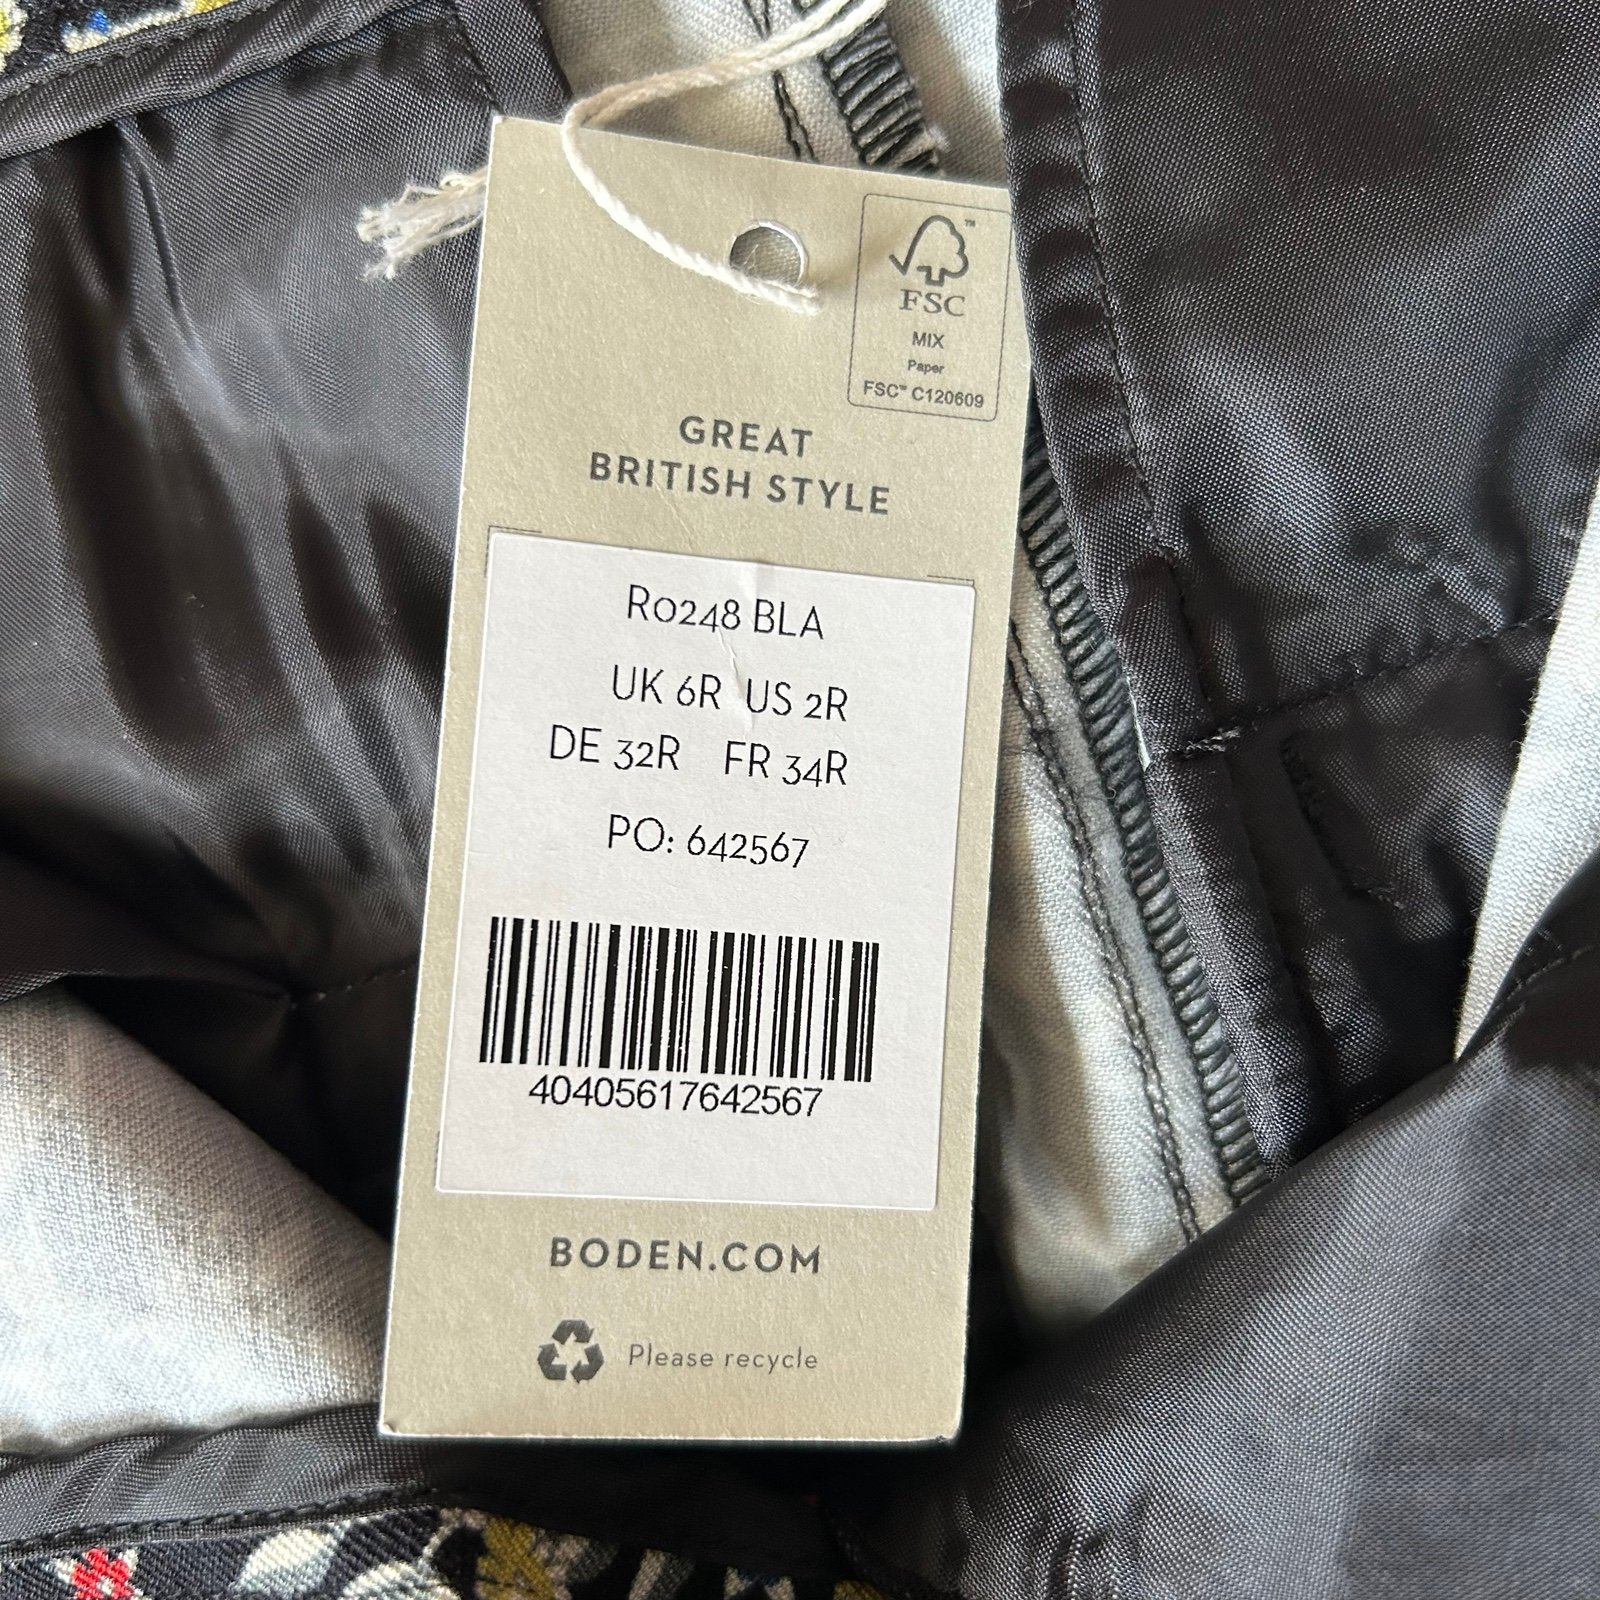 FSC™
MIX
Paper
FSC™ C120609
GREAT
BRITISH STYLE
R0248 BLA
UK 6R US 2R
DE 32R FR 34R
PO: 642567
40405617642567
BODEN.COM
Please recycle